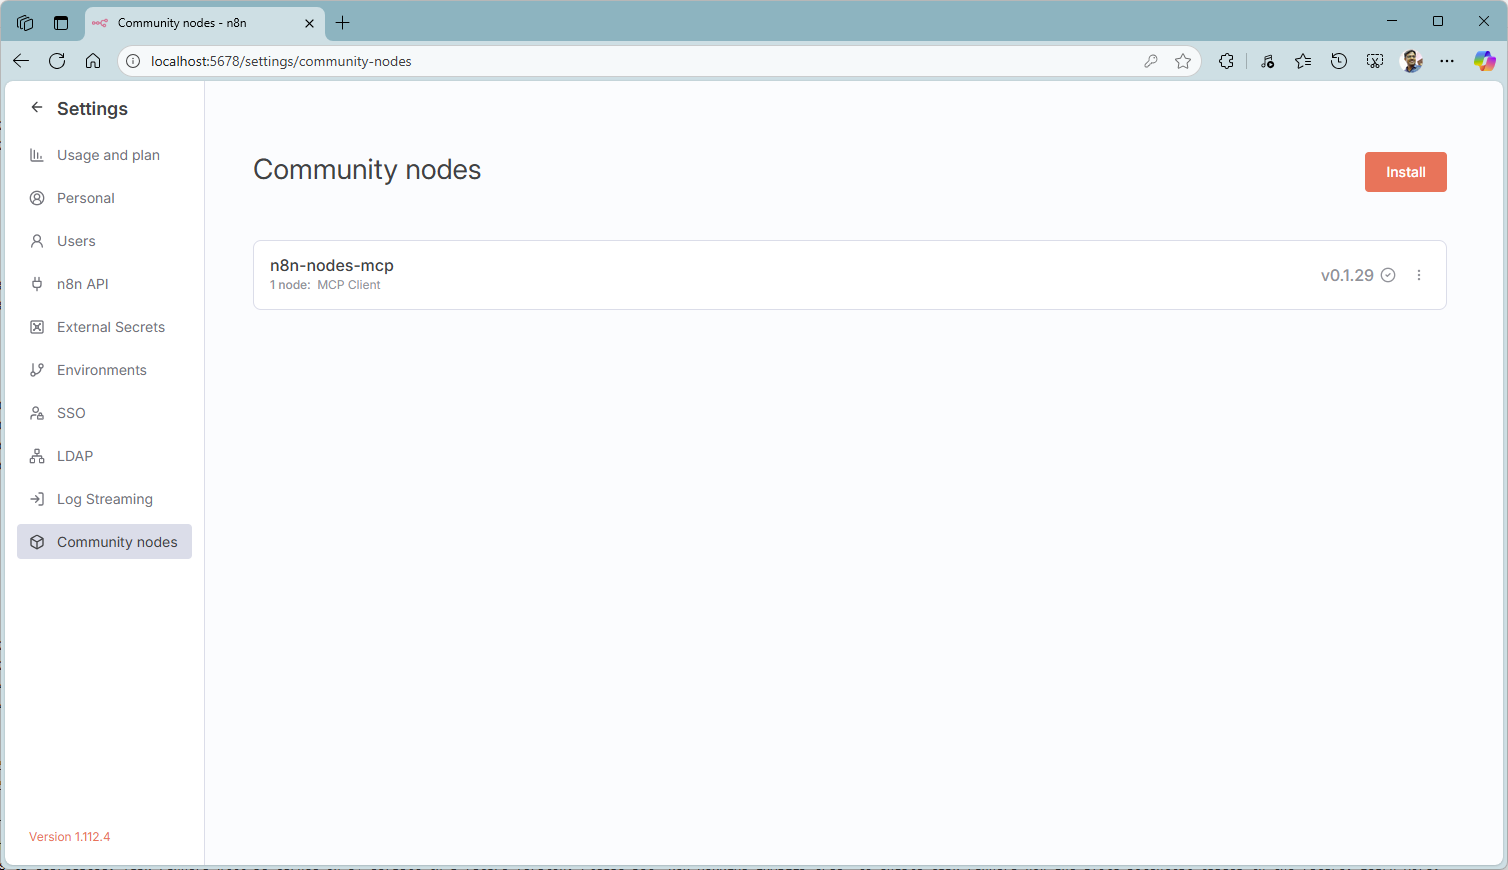 Community nodes - n8n
localhost:5678/settings/community-nodes
Settings
Usage and plan
Personal
Users
n8n API
External Secrets
Environments
SSO
LDAP
Log Streaming
Community nodes
Version 1.112.4
Community nodes
Install
n8n-nodes-mcp
1 node: MCP Client
v0.1.29